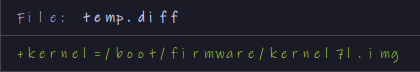 File: temp.diff
+kernel=/boot/firmware/kernel7l.img